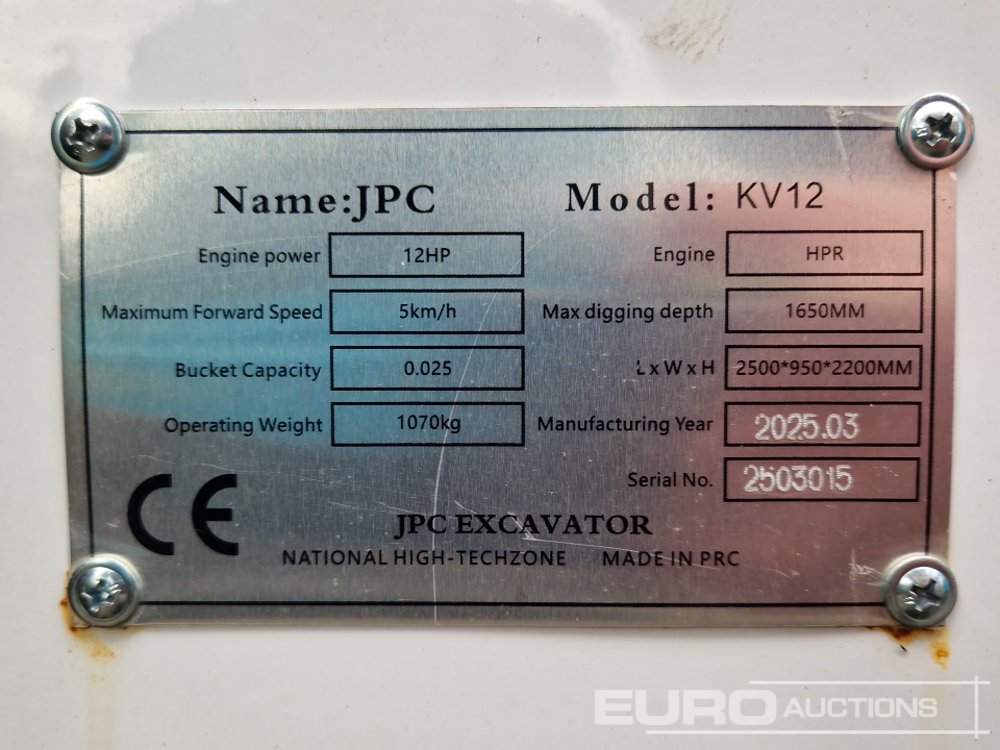 Name:JPC Model: KV12
Engine power 12HP Engine HPR
Maximum Forward Speed 5km/h Max digging depth 1650MM
Bucket Capacity 0.025 L x W x H 2500*950*2200MM
Operating Weight 1070kg Manufacturing Year 2025.03
Serial No. 2503015
CE
JPC EXCAVATOR
NATIONAL HIGH-TECHZONE MADE IN PRC
EURO AUCTIONS